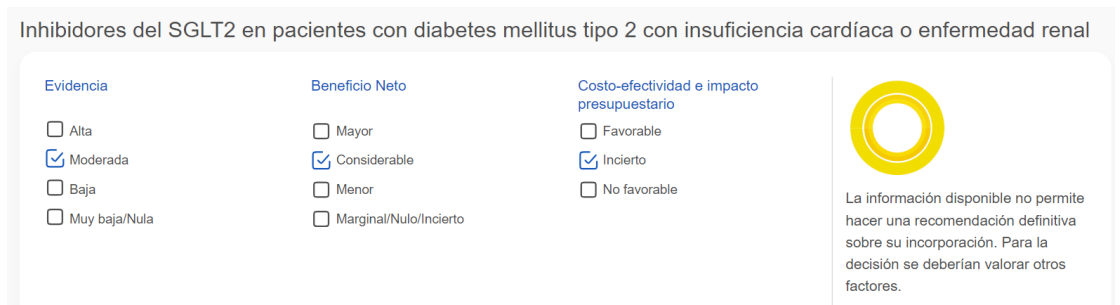 Inhibidores del SGLT2 en pacientes con diabetes mellitus tipo 2 con insuficiencia cardíaca o enfermedad renal
Evidencia
Alta
Moderada
Baja
Muy baja/Nula
Beneficio Neto
Mayor
Considerable
Menor
Marginal/Nulo/Incierto
Costo-efectividad e impacto
presupuestario
Favorable
Incierto
No favorable
La información disponible no permite
hacer una recomendación definitiva
sobre su incorporación. Para la
decisión se deberían valorar otros
factores.